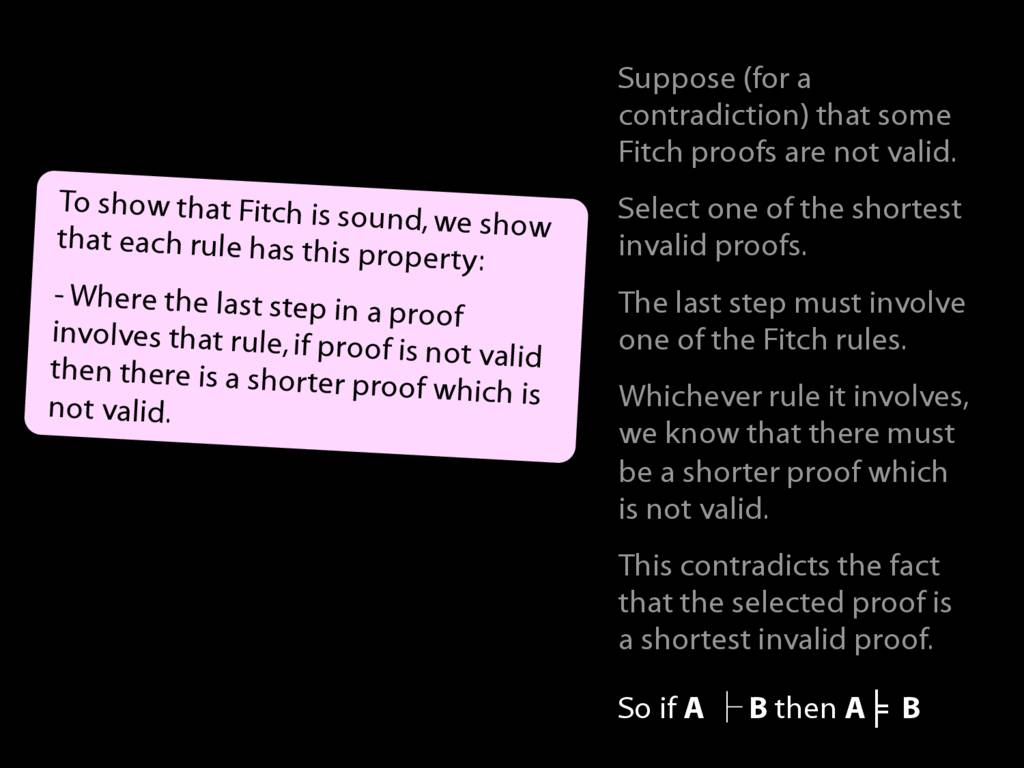 To show that Fitch is sound, we show
that each rule has this property:
- Where the last step in a proof
involves that rule, if proof is not valid
then there is a shorter proof which is
not valid.
Suppose (for a
contradiction) that some
Fitch proofs are not valid.
Select one of the shortest
invalid proofs.
The last step must involve
one of the Fitch rules.
Whichever rule it involves,
we know that there must
be a shorter proof which
is not valid.
This contradicts the fact
that the selected proof is
a shortest invalid proof.
So if A ⊢ B then A ⊨ B